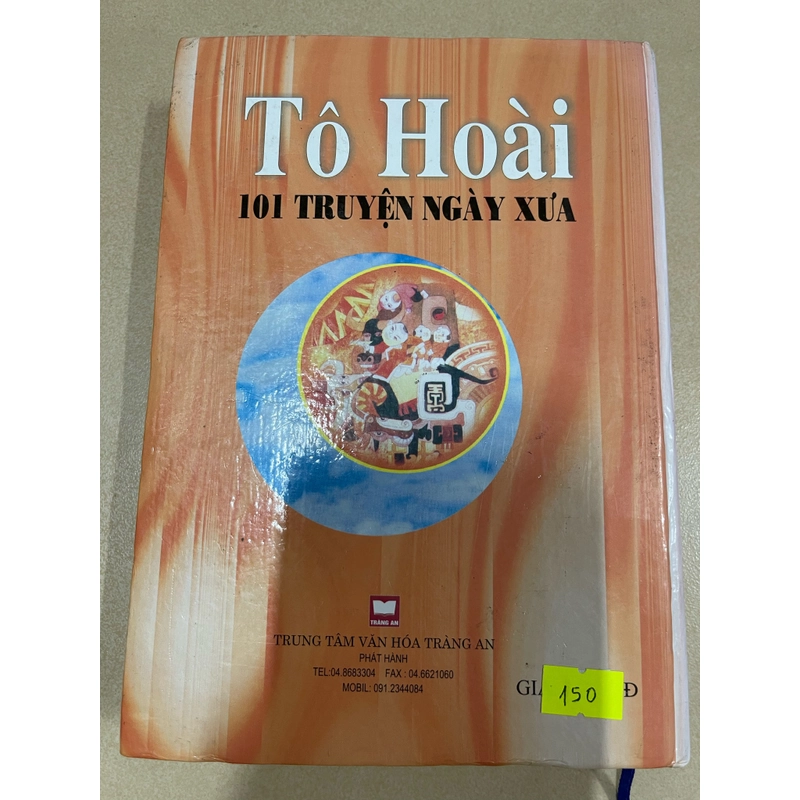 Tô Hoài
101 TRUYỆN NGÀY XƯA
TRÀNG AN
TRUNG TÂM VĂN HÓA TRÀNG AN
PHÁT HÀNH
TEL:04.8683304 FAX : 04.6621060
MOBIL: 091.2344084
150